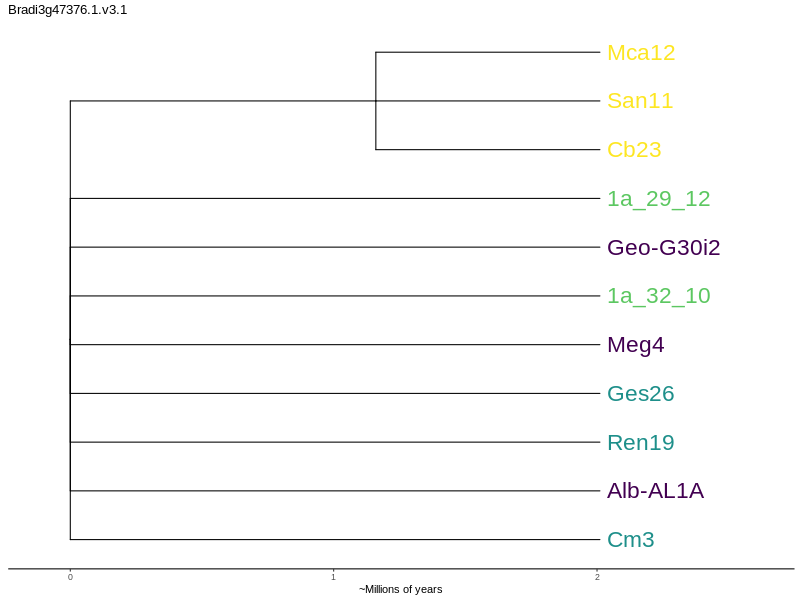 Bradi3g47376.1.v3.1
Mca12
San11
Cb23
1a_29_12
Geo-G30i2
1a_32_10
Meg4
Ges26
Ren19
Alb-AL1A
Cm3
0 1 2
~Millions of years